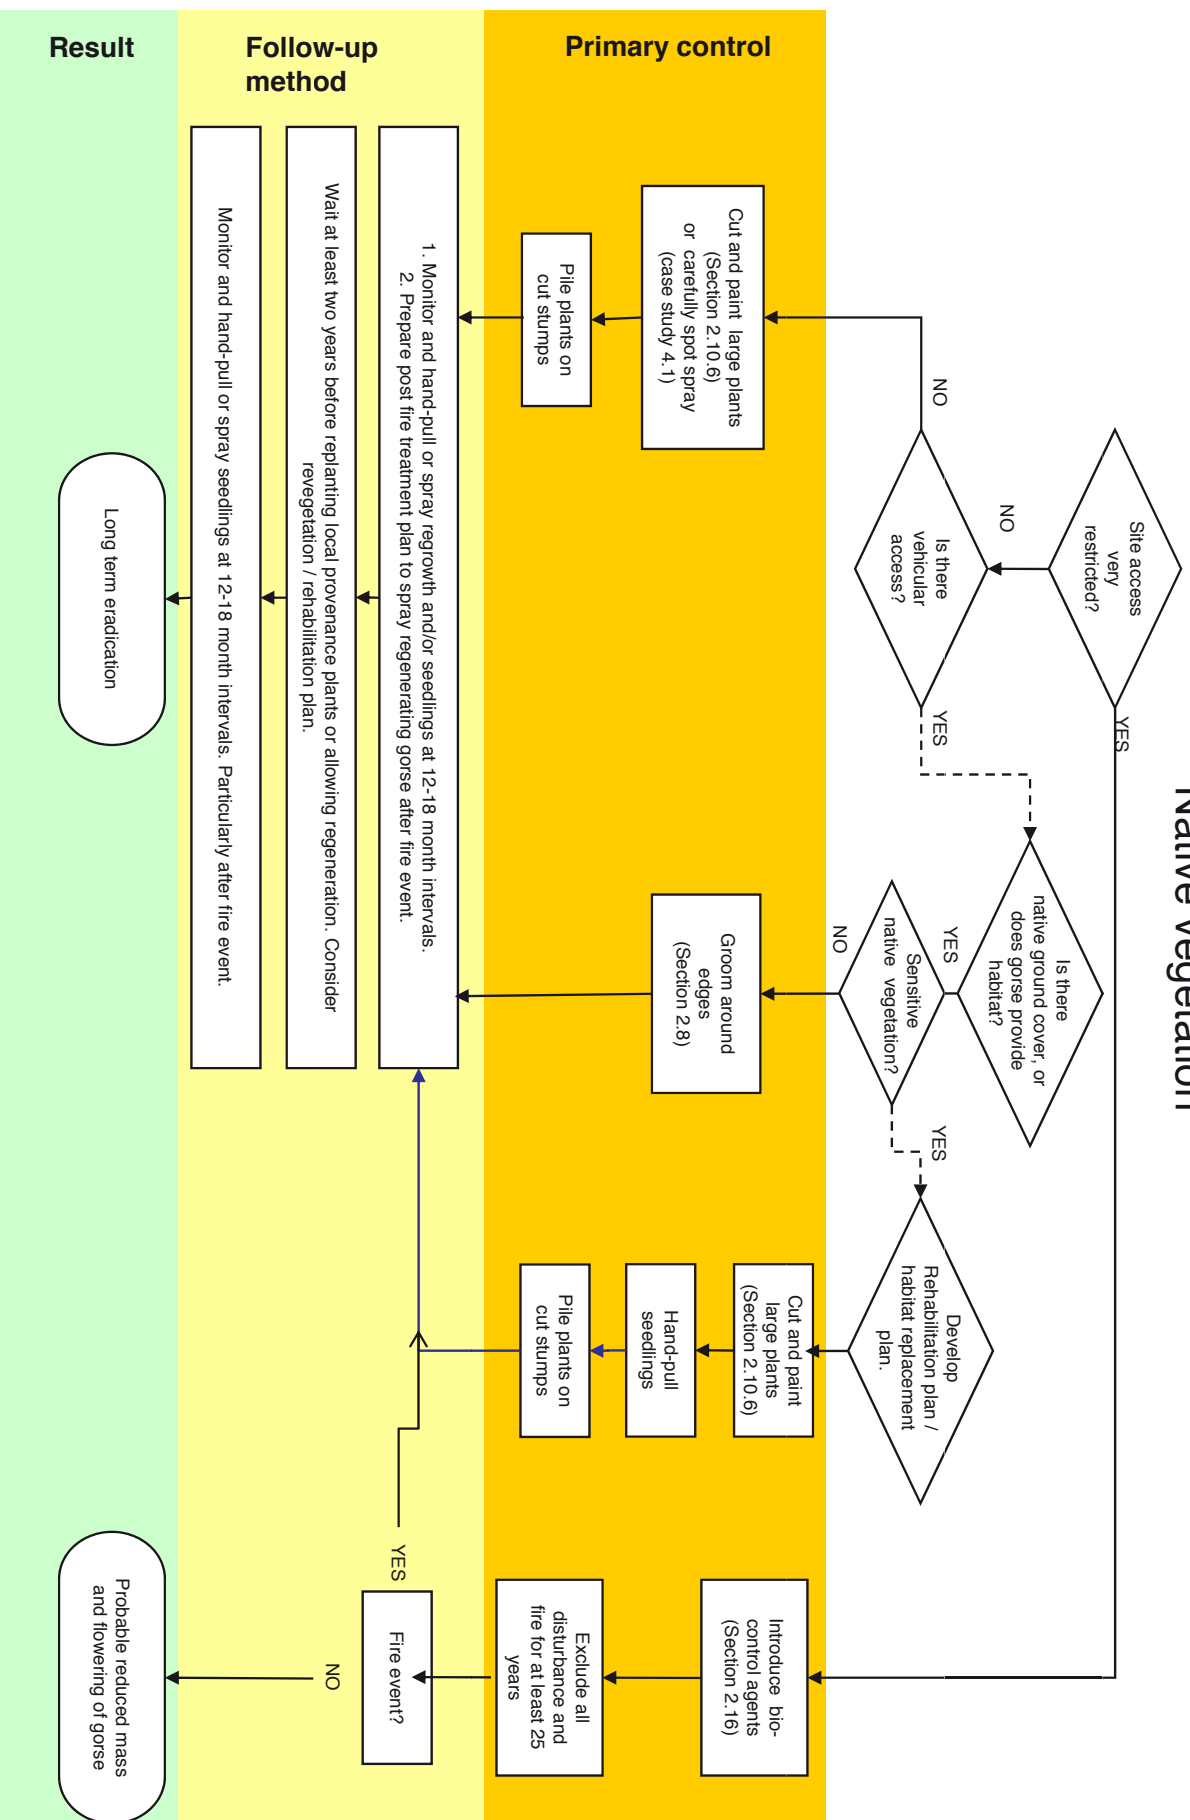 Native vegetation
Site access
very
restricted?
YES
NO
Is there
vehicular
access?
NO
YES
Is there
native ground cover, or
does gorse provide
habitat?
YES
Sensitive
native vegetation?
NO
YES
Develop
Rehabilitation plan /
habitat replacement
plan.
Primary control
Cut and paint large plants
(Section 2.10.6)
or carefully spot spray
(case study 4.1)
Pile plants on
cut stumps
Groom around
edges
(Section 2.8)
Cut and paint
large plants
(Section 2.10.6)
Hand-pull
seedlings
Pile plants on
cut stumps
Introduce bio-
control agents
(Section 2.16)
Exclude all
disturbance and
fire for at least 25
years
Follow-up
method
1. Monitor and hand-pull or spray regrowth and/or seedlings at 12-18 month intervals.
2. Prepare post fire treatment plan to spray regenerating gorse after fire event.
Wait at least two years before replanting local provenance plants or allowing regeneration. Consider
revegetation / rehabilitation plan.
Monitor and hand-pull or spray seedlings at 12-18 month intervals. Particularly after fire event.
YES
Fire event?
NO
Result
Long term eradication
Probable reduced mass
and flowering of gorse